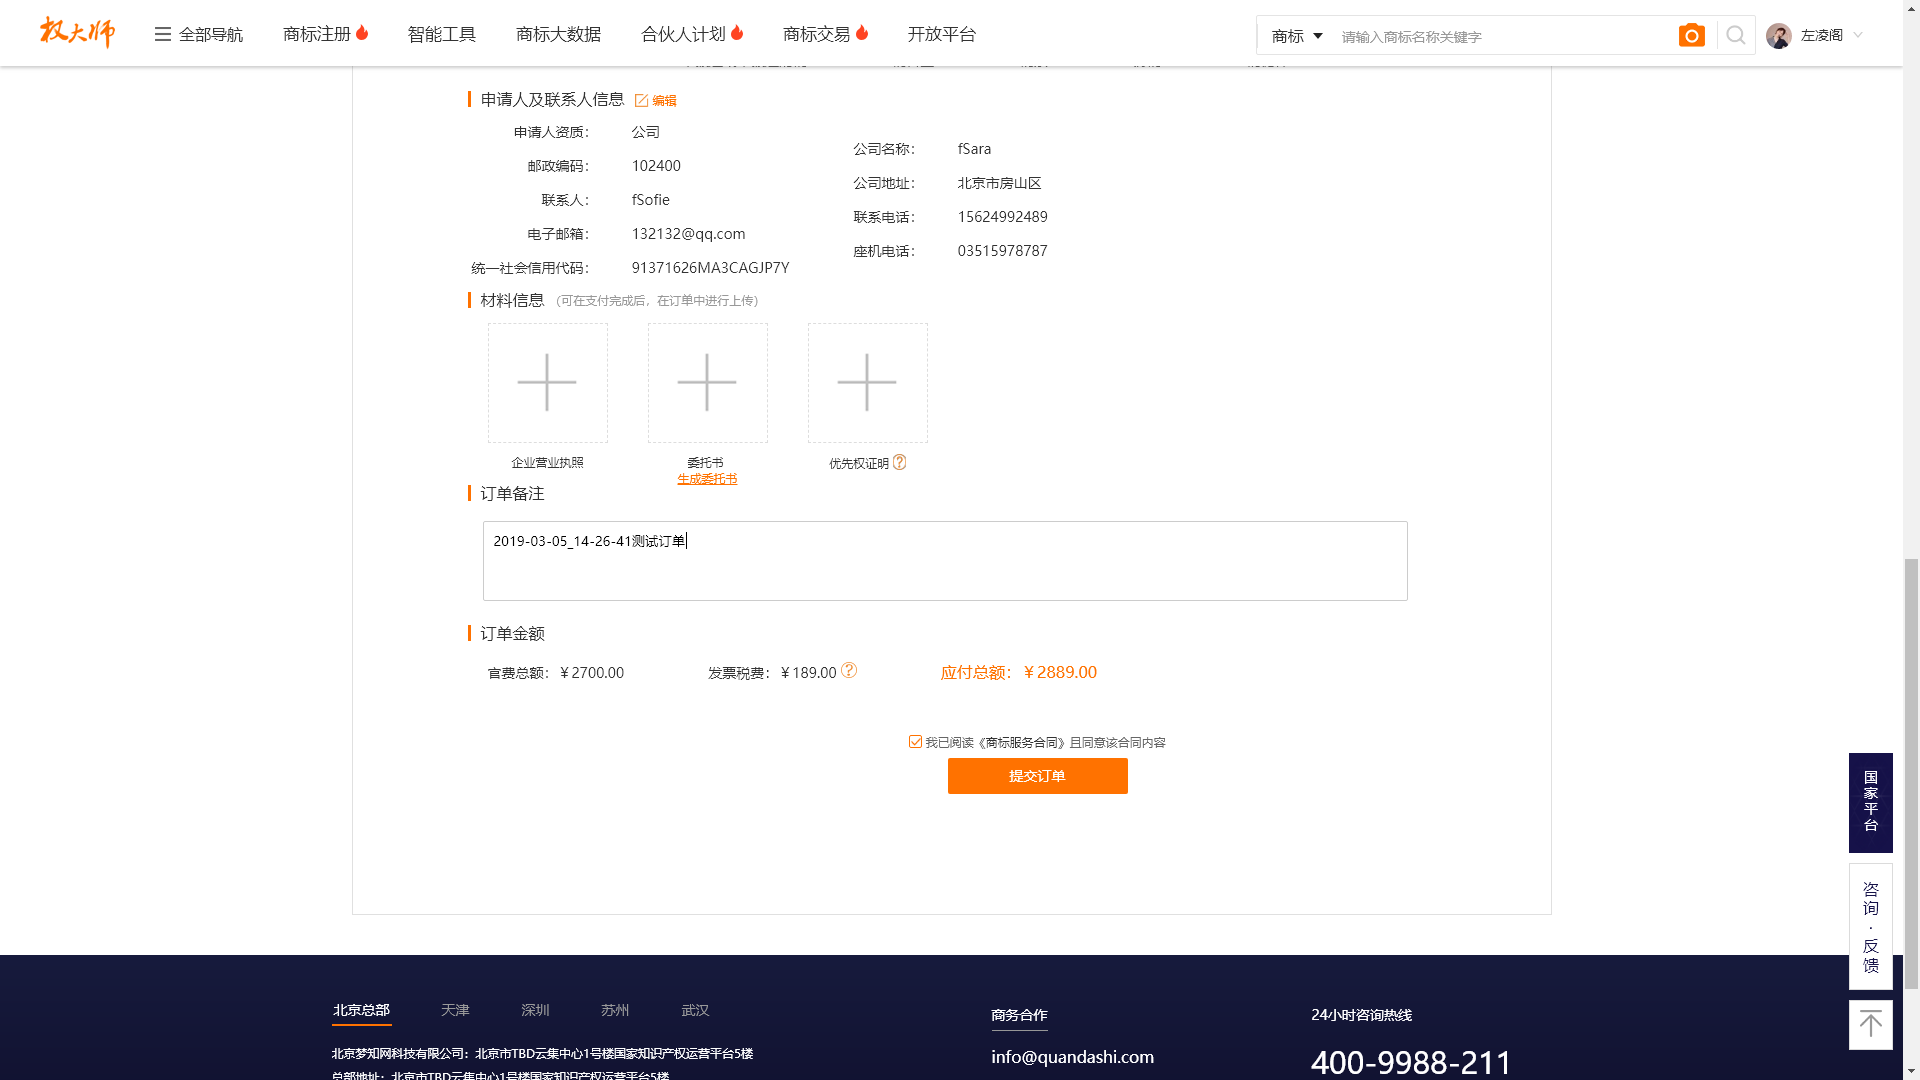 权大师 全部导航 商标注册 智能工具 商标大数据 合伙人计划 商标交易 开放平台 商标 请输入商标名称关键字 左凌阁
申请人及联系人信息 编辑
申请人资质： 公司
公司名称： fSara
邮政编码： 102400
公司地址： 北京市房山区
联系人： fSofie
联系电话： 15624992489
电子邮箱： 132132@qq.com
座机电话： 03515978787
统一社会信用代码： 91371626MA3CAGJP7Y
材料信息 （可在支付完成后，在订单中进行上传）
企业营业执照 委托书 优先权证明
生成委托书
订单备注
2019-03-05_14-26-41测试订单
订单金额
官费总额：￥2700.00 发票税费：￥189.00 应付总额：￥2889.00
我已阅读《商标服务合同》且同意该合同内容
提交订单
国家平台
咨询·反馈
北京总部 天津 深圳 苏州 武汉
商务合作
24小时咨询热线
北京梦知网科技有限公司：北京市TBD云集中心1号楼国家知识产权运营平台5楼
info@quandashi.com
400-9988-211
总部地址：北京市TBD云集中心1号楼国家知识产权运营平台5楼